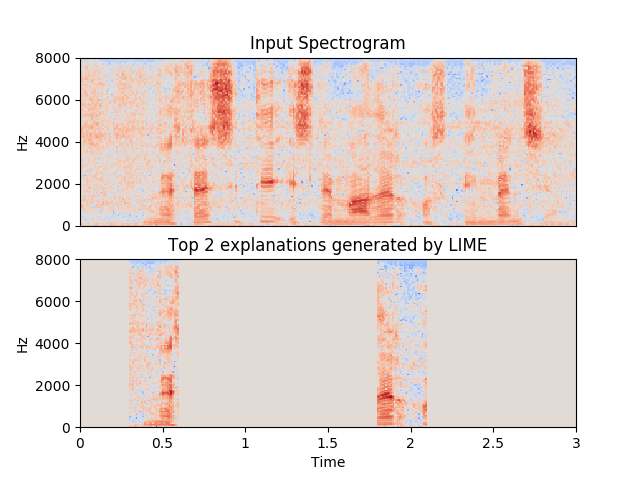 Input Spectrogram
8000
6000
4000
2000
0
Hz
Top 2 explanations generated by LIME
8000
6000
4000
2000
0
Hz
0 0.5 1 1.5 2 2.5 3
Time